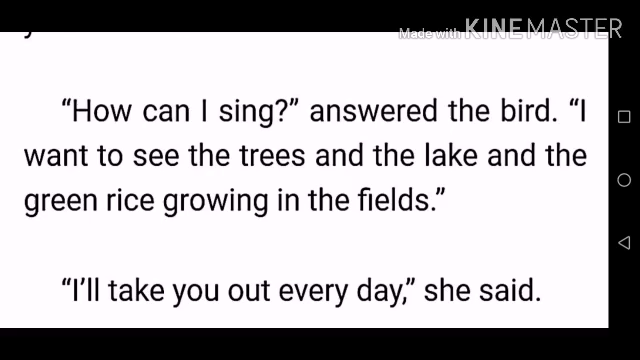 Made with KINEMASTER
“How can I sing?” answered the bird. “I
want to see the trees and the lake and the
green rice growing in the fields.”
“I’ll take you out every day,” she said.